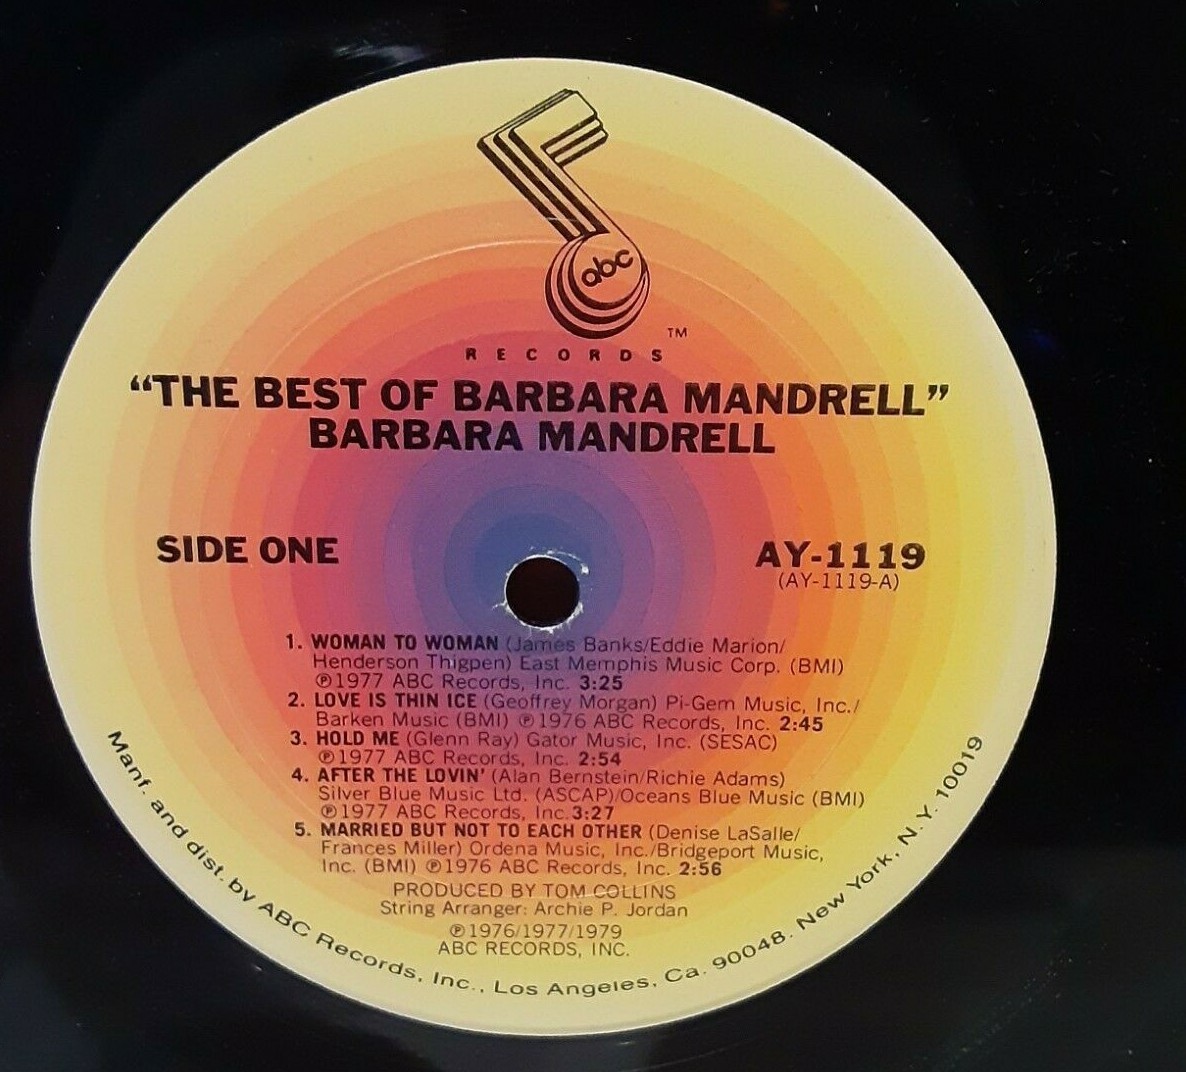 abc
TM
RECORDS
“THE BEST OF BARBARA MANDRELL”
BARBARA MANDRELL
SIDE ONE
AY-1119
(AY-1119-A)
1. WOMAN TO WOMAN (James Banks/Eddie Marion/
Henderson Thigpen) East Memphis Music Corp. (BMI)
℗1977 ABC Records, Inc. 3:25
2. LOVE IS THIN ICE (Geoffrey Morgan) Pi-Gem Music, Inc./
Barken Music (BMI) ℗1976 ABC Records, Inc. 2:45
3. HOLD ME (Glenn Ray) Gator Music, Inc. (SESAC)
℗1977 ABC Records, Inc. 2:54
4. AFTER THE LOVIN’ (Alan Bernstein/Richie Adams)
Silver Blue Music Ltd. (ASCAP)/Oceans Blue Music (BMI)
℗1977 ABC Records, Inc.3:27
5. MARRIED BUT NOT TO EACH OTHER (Denise LaSalle/
Frances Miller) Ordena Music, Inc./Bridgeport Music,
Inc. (BMI) ℗1976 ABC Records, Inc. 2:56
PRODUCED BY TOM COLLINS
String Arranger: Archie P. Jordan
℗1976/1977/1979
ABC RECORDS, INC.
Manf. and dist. by ABC Records, Inc., Los Angeles, Ca. 90048. New York, N.Y. 10019